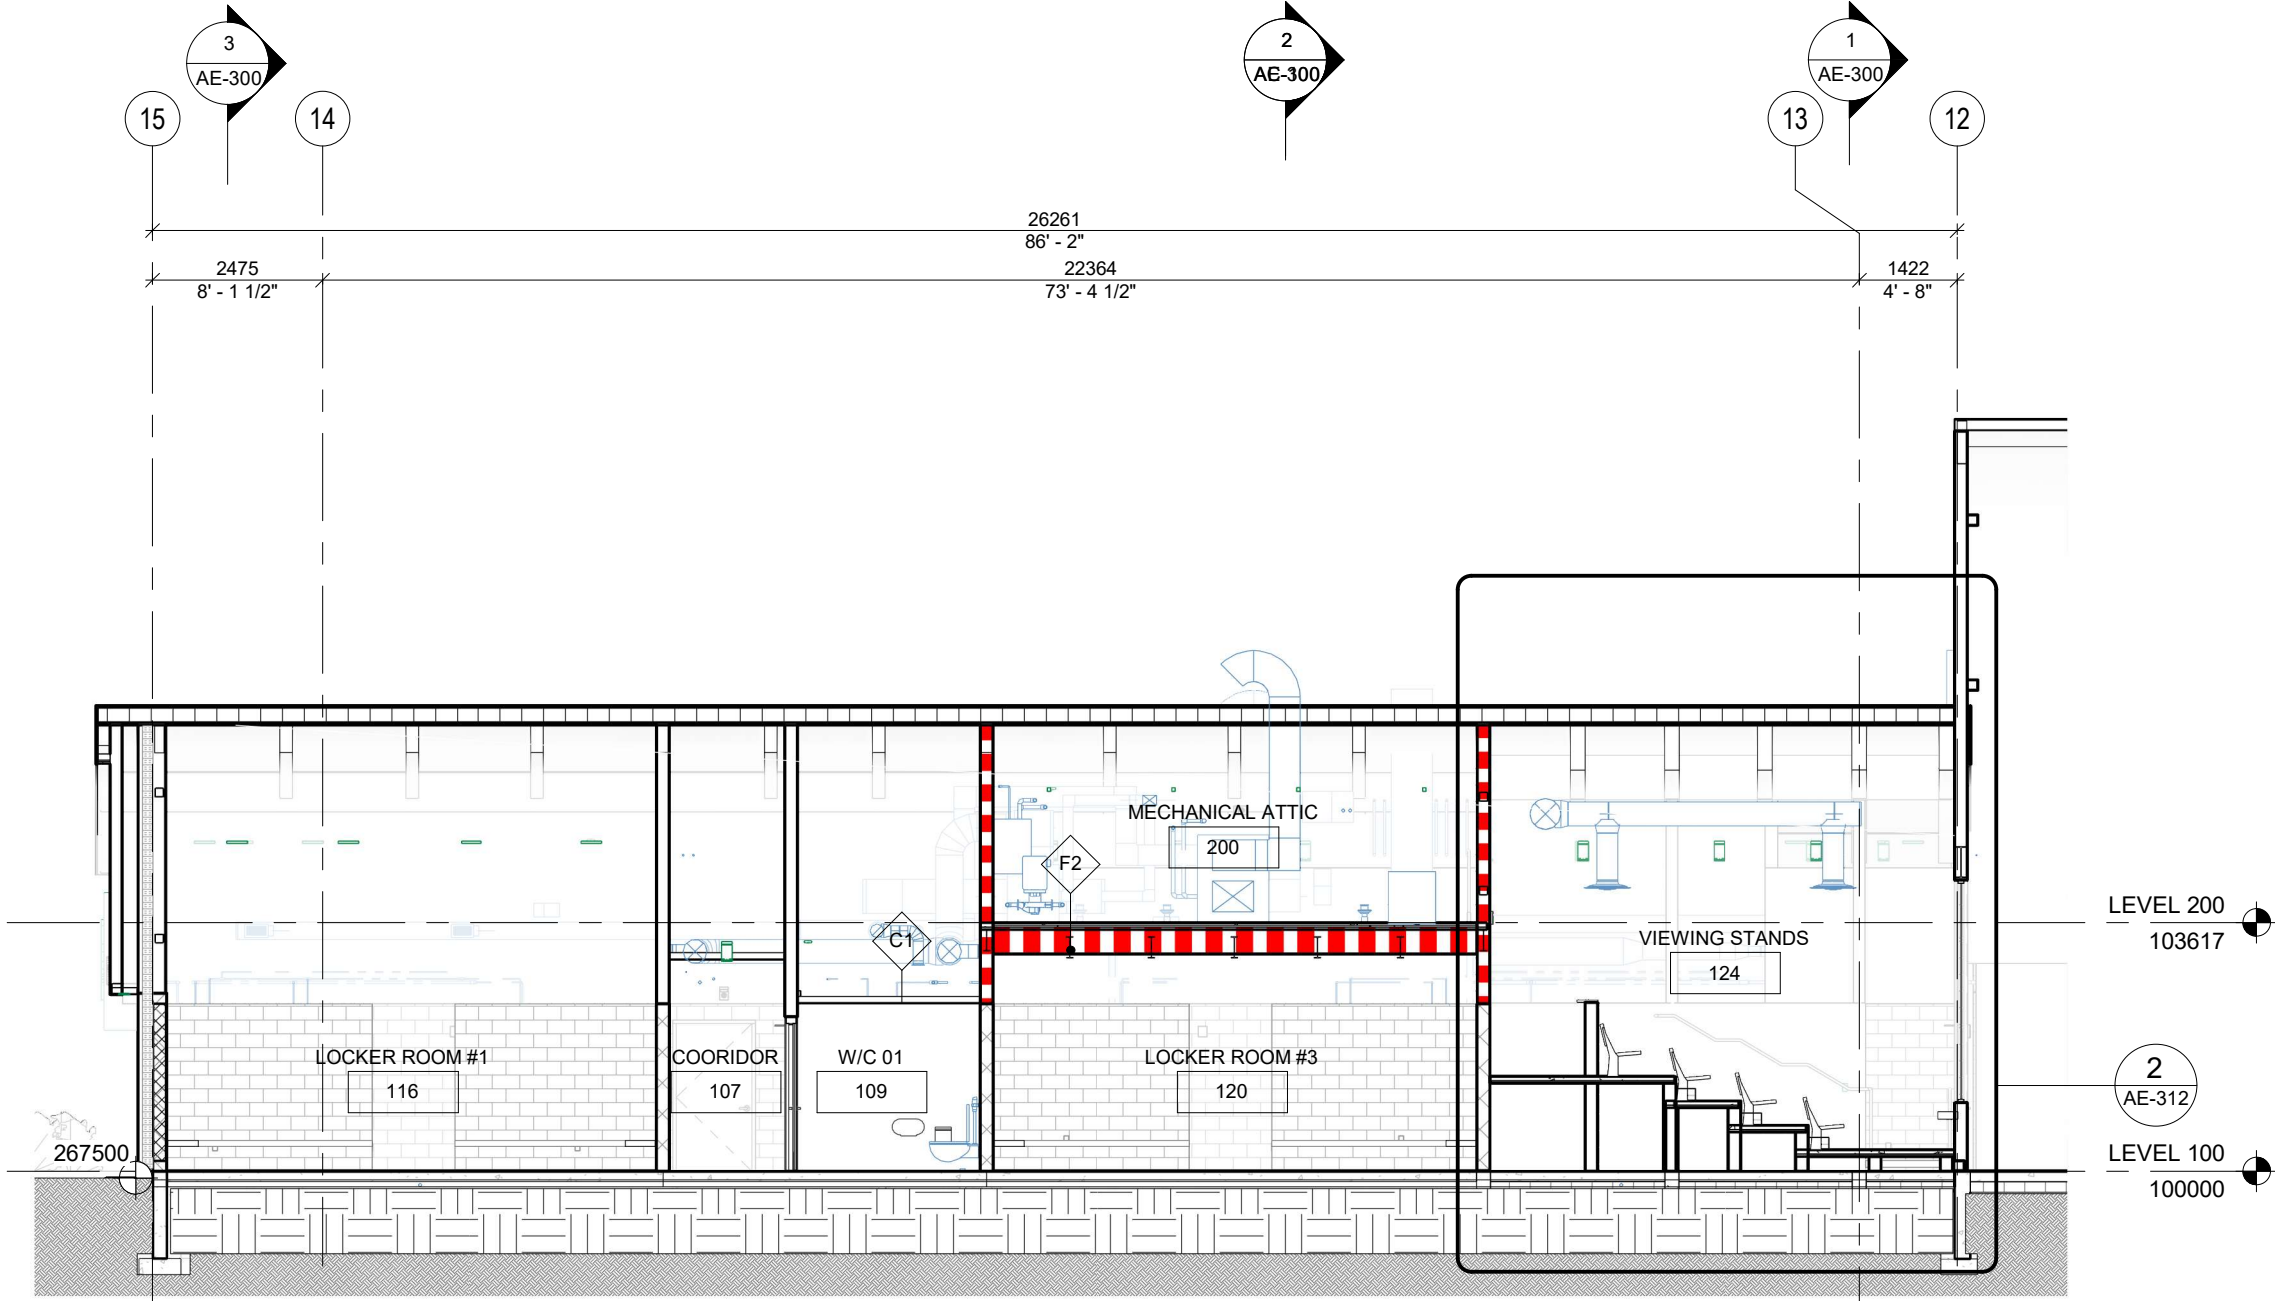 3
AE-300
2
1
AE-300
15
14
13
12
26261
86' - 2"
2475
8' - 1 1/2"
22364
73' - 4 1/2"
1422
4' - 8"
MECHANICAL ATTIC
200
F2
C1
LEVEL 200
103617
VIEWING STANDS
124
LOCKER ROOM #1
116
COORIDOR
107
W/C 01
109
LOCKER ROOM #3
120
2
AE-312
267500
LEVEL 100
100000